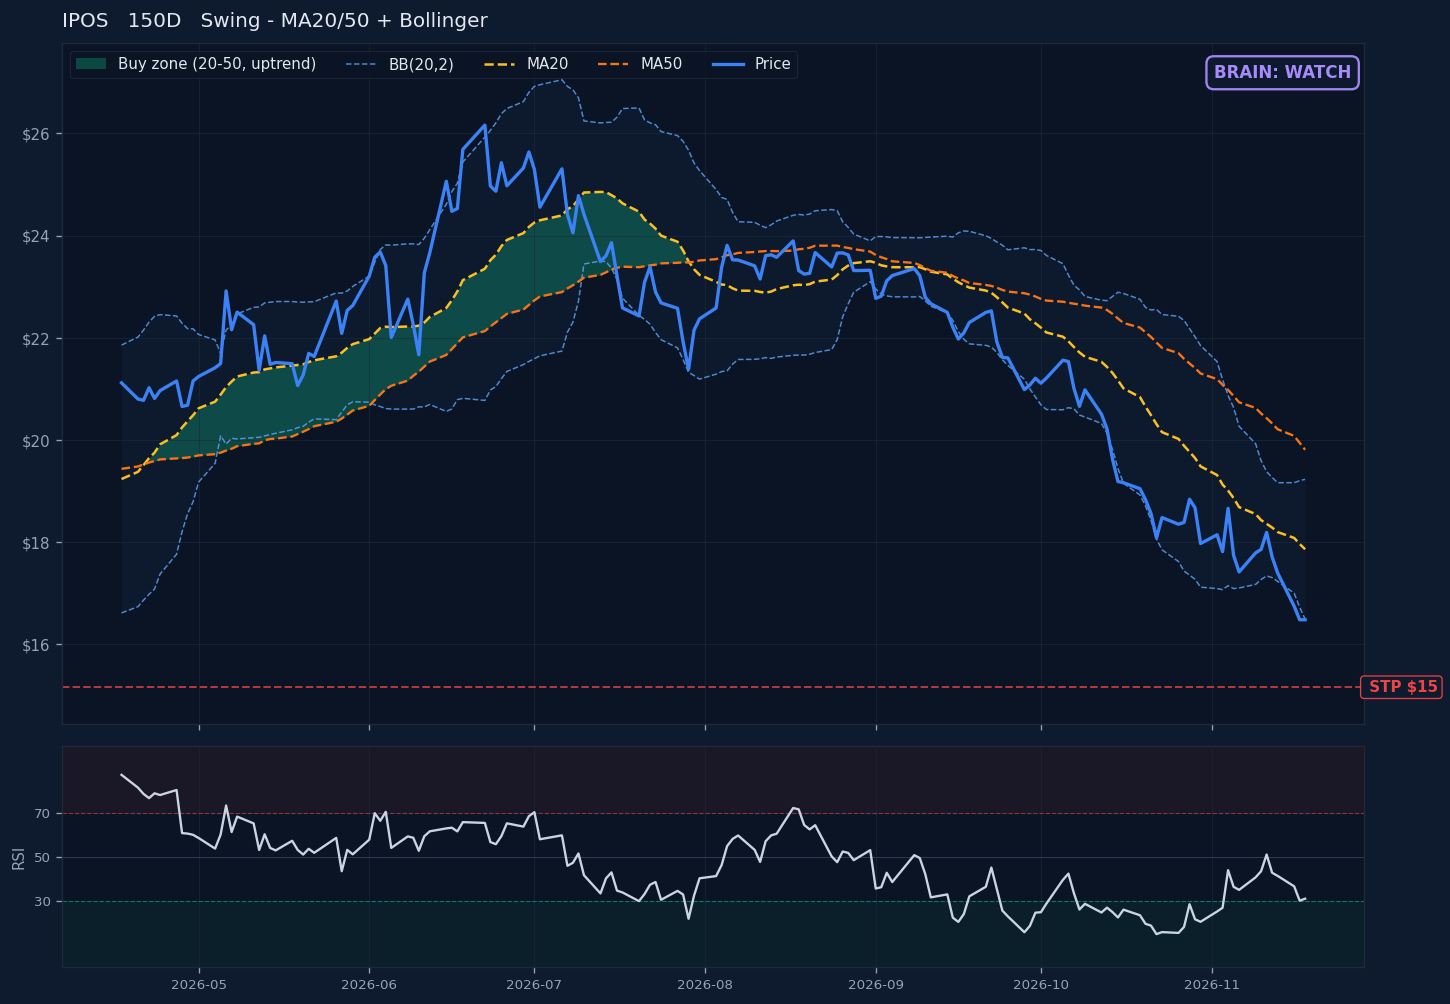 IPOS   150D   Swing - MA20/50 + Bollinger
Buy zone (20-50, uptrend)
BB(20,2)
MA20
MA50
Price
BRAIN: WATCH
$26
$24
$22
$20
$18
$16
STP $15
70
50
30
RSI
2026-05
2026-06
2026-07
2026-08
2026-09
2026-10
2026-11